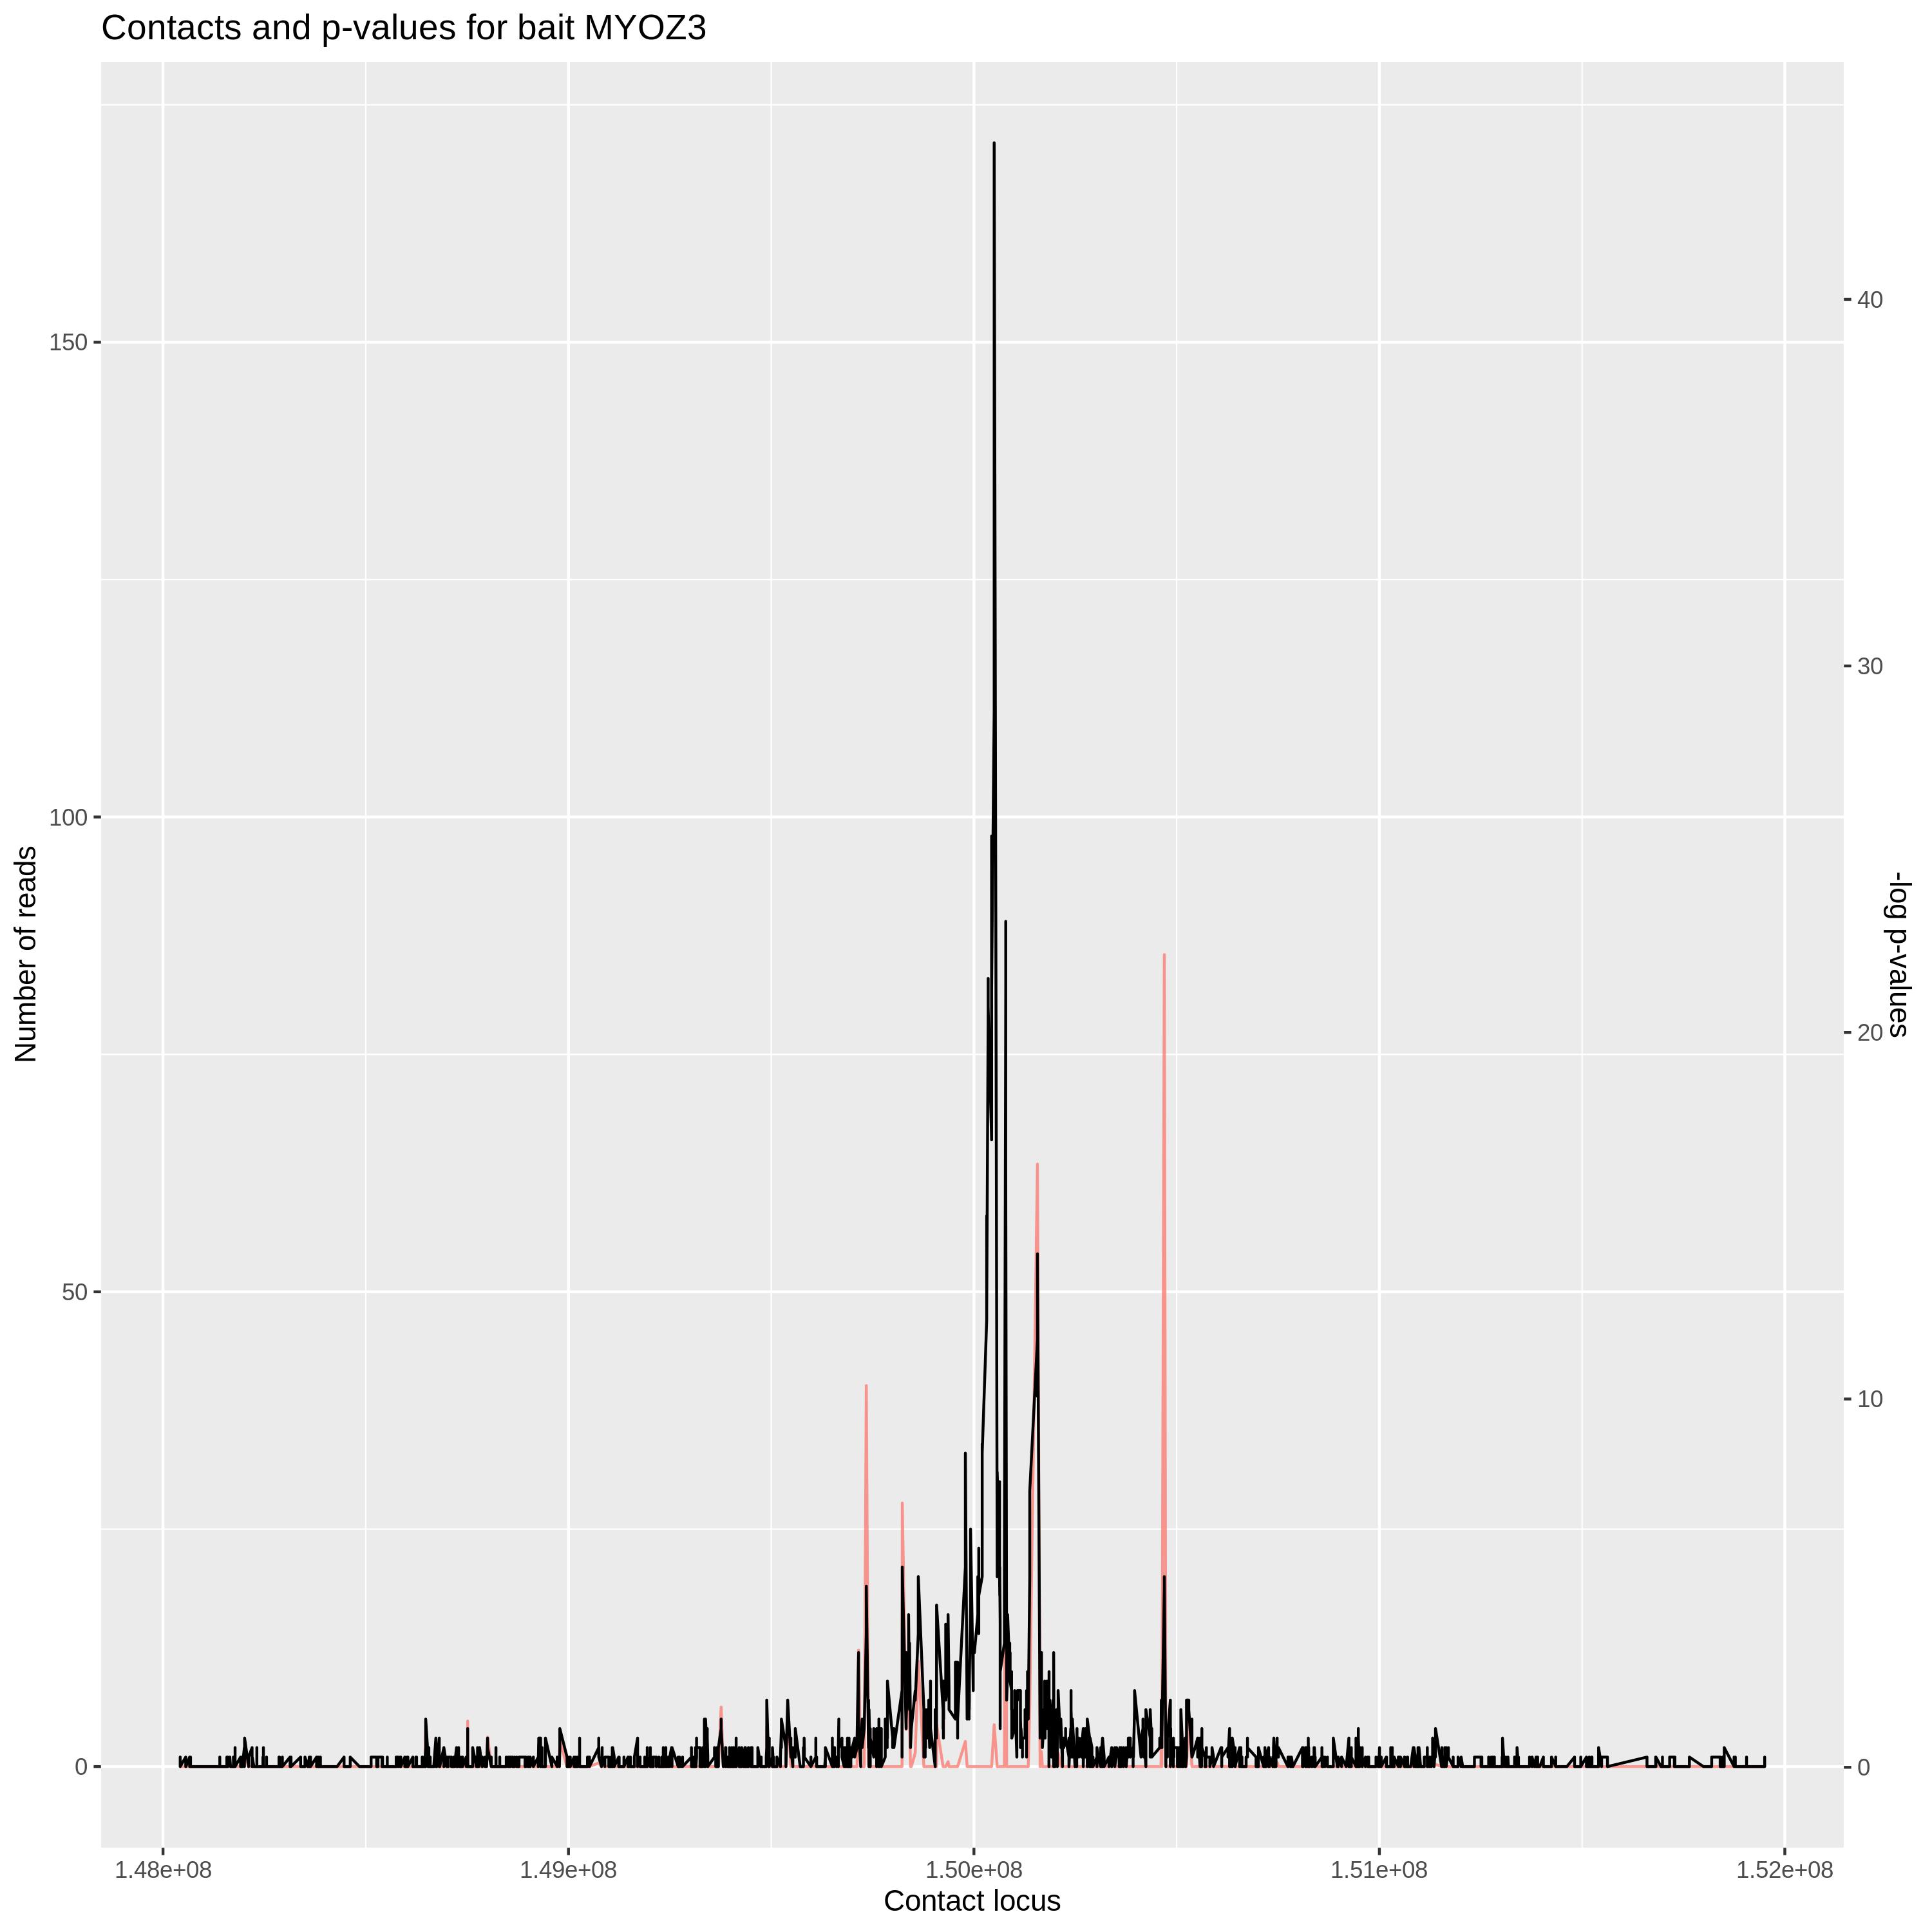 Contacts and p-values for bait MYOZ3
150
100
50
0
Number of reads
40
30
20
10
0
-log p-values
1.48e+08
1.49e+08
1.50e+08
1.51e+08
1.52e+08
Contact locus